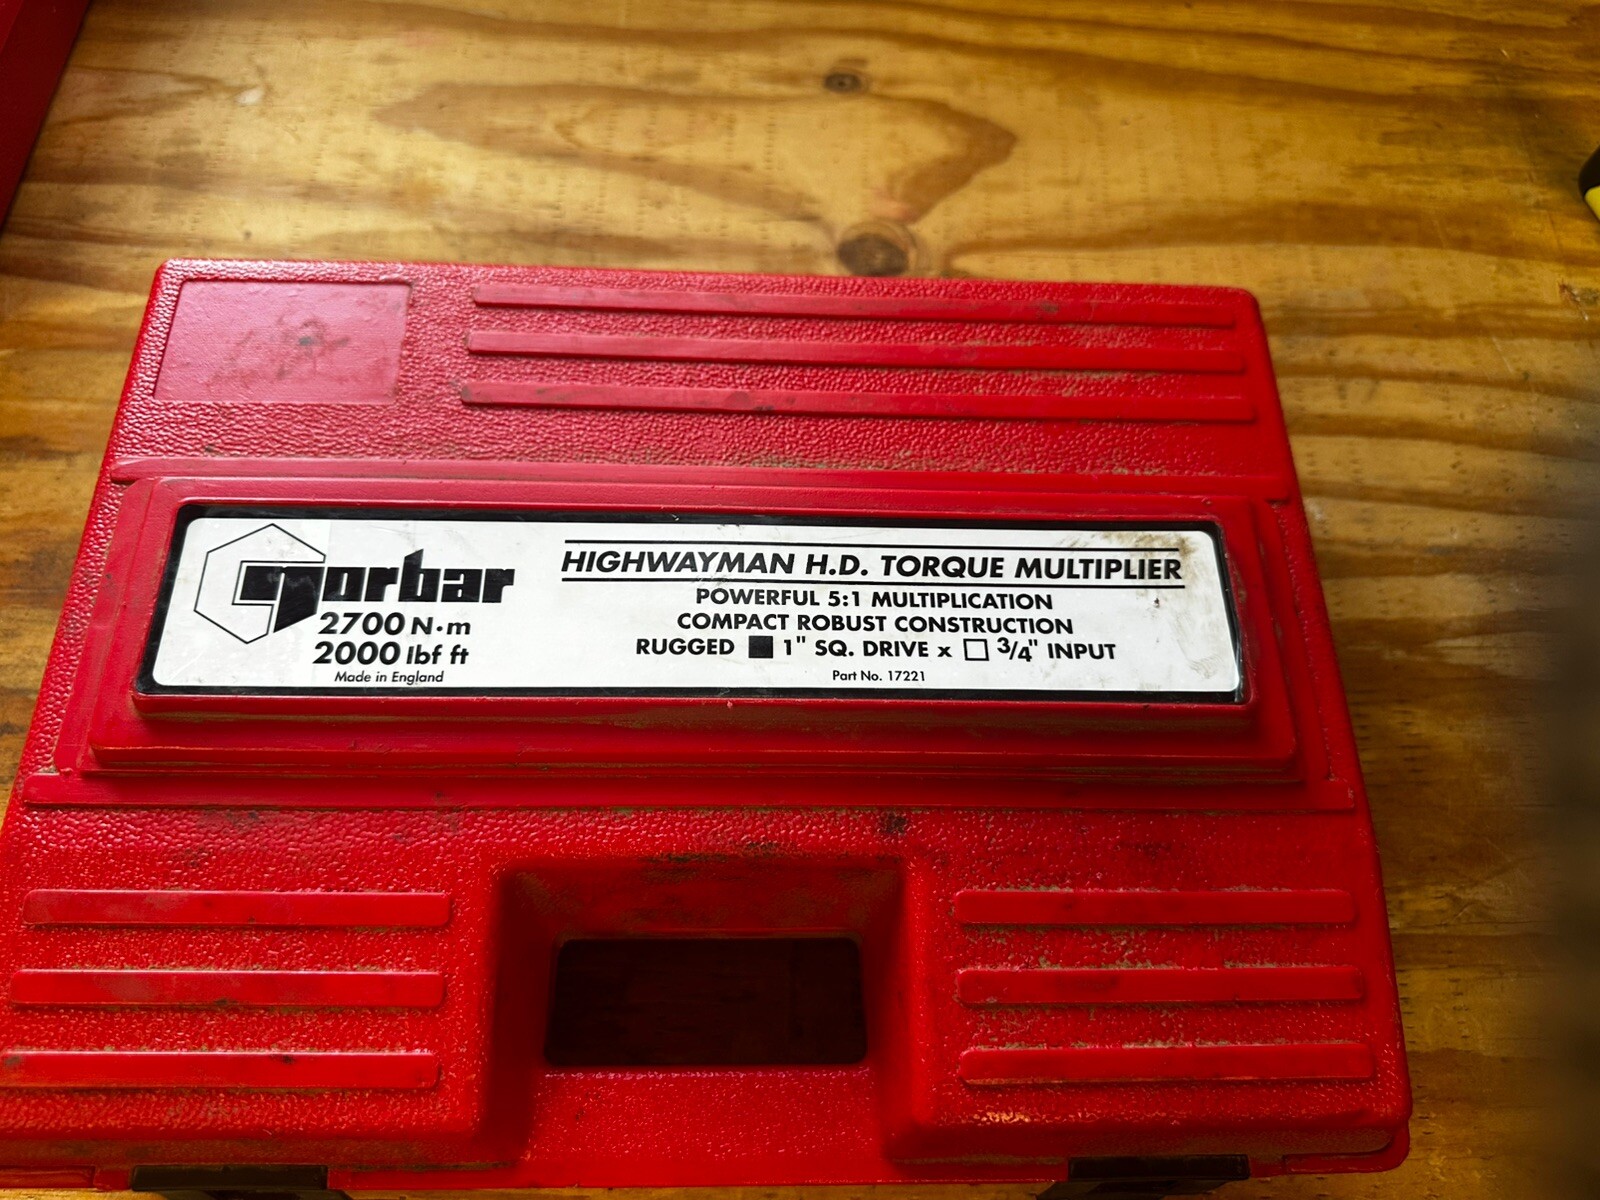 norbar
2700 N·m
2000 lbf ft
Made in England
HIGHWAYMAN H.D. TORQUE MULTIPLIER
POWERFUL 5:1 MULTIPLICATION
COMPACT ROBUST CONSTRUCTION
RUGGED ■ 1" SQ. DRIVE x □ 3/4" INPUT
Part No. 17221